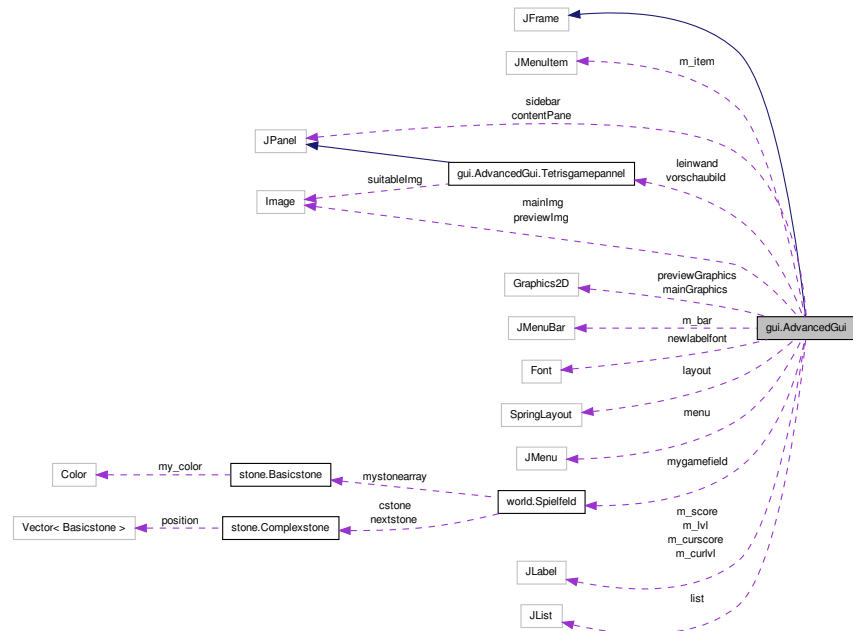 JFrame
JMenuItem
m_item
sidebar
contentPane
JPanel
gui.AdvancedGui.Tetrisgamepannel
leinwand
vorschaubild
suitableImg
Image
mainImg
previewImg
Graphics2D
previewGraphics
mainGraphics
JMenuBar
m_bar
gui.AdvancedGui
newlabelfont
Font
layout
SpringLayout
menu
JMenu
mygamefield
Color
my_color
stone.Basicstone
mystonearray
world.Spielfeld
cstone
nextstone
Vector< Basicstone >
position
stone.Complexstone
m_score
m_lvl
m_curscore
m_curlvl
JLabel
list
JList